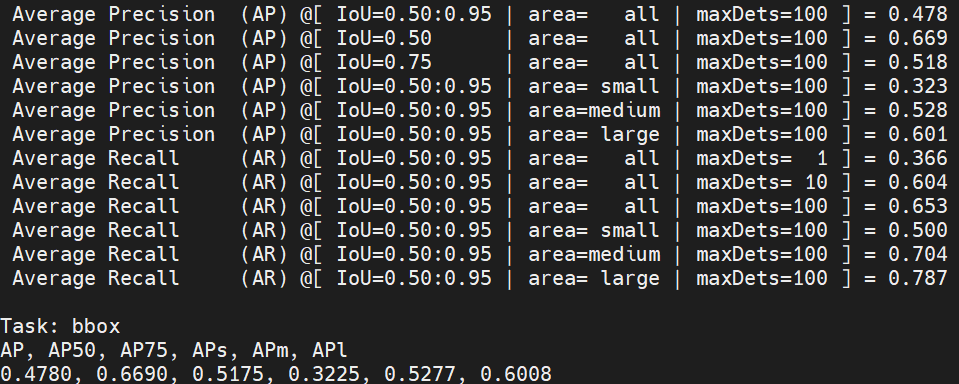 Average Precision  (AP) @[ IoU=0.50:0.95 | area=   all | maxDets=100 ] = 0.478
Average Precision  (AP) @[ IoU=0.50      | area=   all | maxDets=100 ] = 0.669
Average Precision  (AP) @[ IoU=0.75      | area=   all | maxDets=100 ] = 0.518
Average Precision  (AP) @[ IoU=0.50:0.95 | area= small | maxDets=100 ] = 0.323
Average Precision  (AP) @[ IoU=0.50:0.95 | area=medium | maxDets=100 ] = 0.528
Average Precision  (AP) @[ IoU=0.50:0.95 | area= large | maxDets=100 ] = 0.601
Average Recall     (AR) @[ IoU=0.50:0.95 | area=   all | maxDets=  1 ] = 0.366
Average Recall     (AR) @[ IoU=0.50:0.95 | area=   all | maxDets= 10 ] = 0.604
Average Recall     (AR) @[ IoU=0.50:0.95 | area=   all | maxDets=100 ] = 0.653
Average Recall     (AR) @[ IoU=0.50:0.95 | area= small | maxDets=100 ] = 0.500
Average Recall     (AR) @[ IoU=0.50:0.95 | area=medium | maxDets=100 ] = 0.704
Average Recall     (AR) @[ IoU=0.50:0.95 | area= large | maxDets=100 ] = 0.787
Task: bbox
AP, AP50, AP75, APs, APm, APl
0.4780, 0.6690, 0.5175, 0.3225, 0.5277, 0.6008